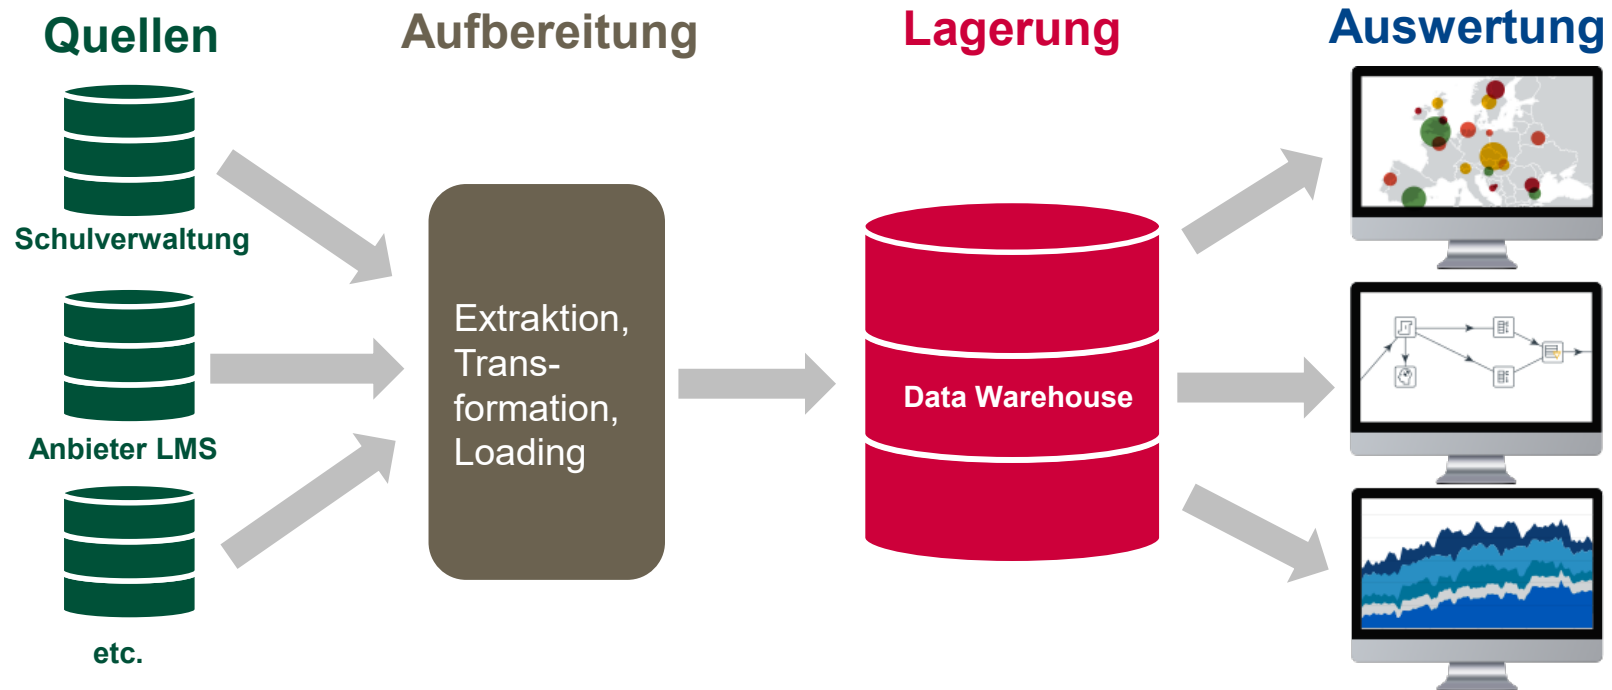 Quellen
Aufbereitung
Lagerung
Auswertung
Schulverwaltung
Anbieter LMS
etc.
Extraktion,
Trans-
formation,
Loading
Data Warehouse